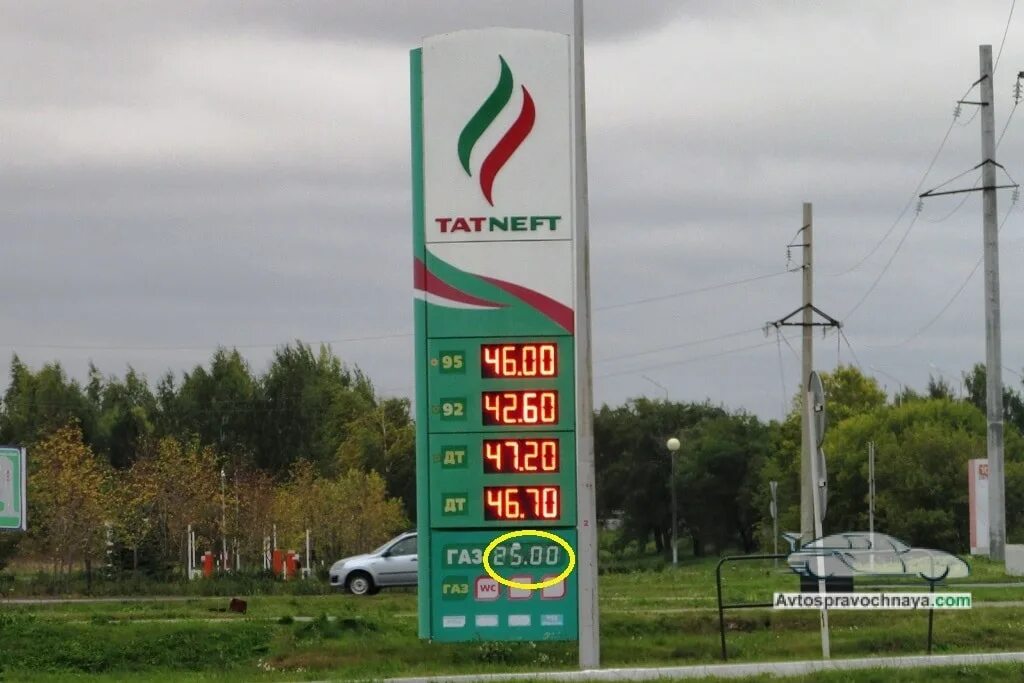 TATNEFT
95 46.00
92 42.60
ДТ 47.20
ДТ 46.70
ГАЗ 25.00
ГАЗ WC
Avtospravochnaya.com